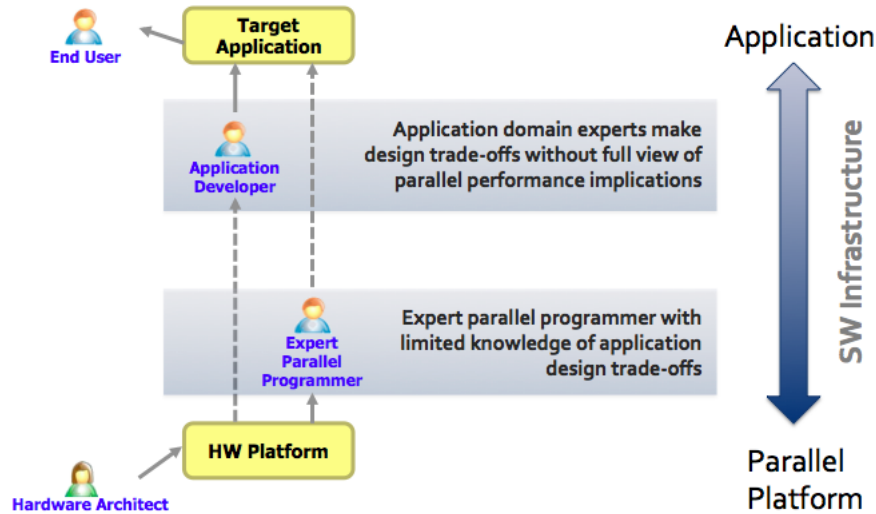 Target
Application
End User
Application
Application
Developer
Application domain experts make
design trade-offs without full view of
parallel performance implications
SW Infrastructure
Expert
Parallel
Programmer
Expert parallel programmer with
limited knowledge of application
design trade-offs
HW Platform
Hardware Architect
Parallel
Platform